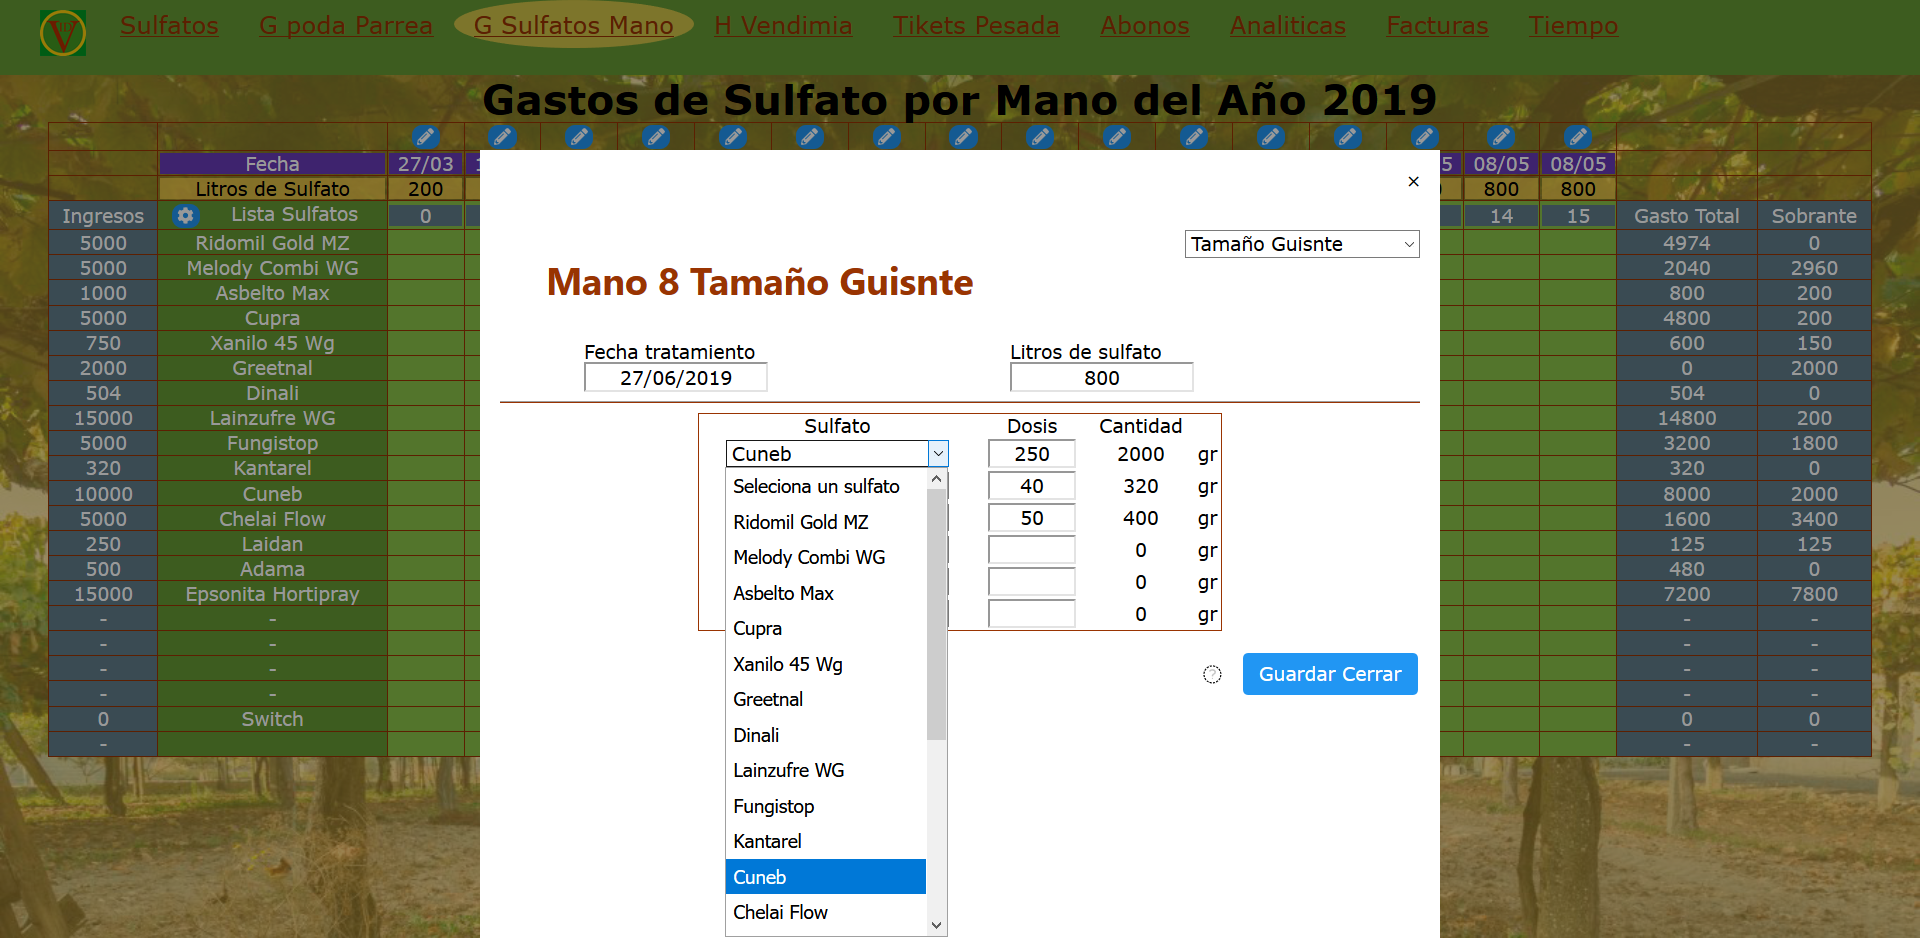 Sulfatos G poda Parrea G Sulfatos Mano H Vendimia Tikets Pesada Abonos Analiticas Facturas Tiempo
Gastos de Sulfato por Mano del Año 2019
Fecha 27/03 08/05 08/05
Litros de Sulfato 200 800 800
Ingresos Lista Sulfatos 0 14 15 Gasto Total Sobrante
5000 Ridomil Gold MZ 4974 0
5000 Melody Combi WG 2040 2960
1000 Asbelto Max 800 200
5000 Cupra 4800 200
750 Xanilo 45 Wg 600 150
2000 Greetnal 0 2000
504 Dinali 504 0
15000 Lainzufre WG 14800 200
5000 Fungistop 3200 1800
320 Kantarel 320 0
10000 Cuneb 8000 2000
5000 Chelai Flow 1600 3400
250 Laidan 125 125
500 Adama 480 0
15000 Epsonita Hortipray 7200 7800
- - - -
- - - -
- - - -
- - - -
0 Switch 0 0
- - -
×
Tamaño Guisnte
Mano 8 Tamaño Guisnte
Fecha tratamiento Litros de sulfato
27/06/2019 800
Sulfato Dosis Cantidad
Cuneb 250 2000 gr
40 320 gr
50 400 gr
0 gr
0 gr
0 gr
Seleciona un sulfato
Ridomil Gold MZ
Melody Combi WG
Asbelto Max
Cupra
Xanilo 45 Wg
Greetnal
Dinali
Lainzufre WG
Fungistop
Kantarel
Cuneb
Chelai Flow
? Guardar Cerrar